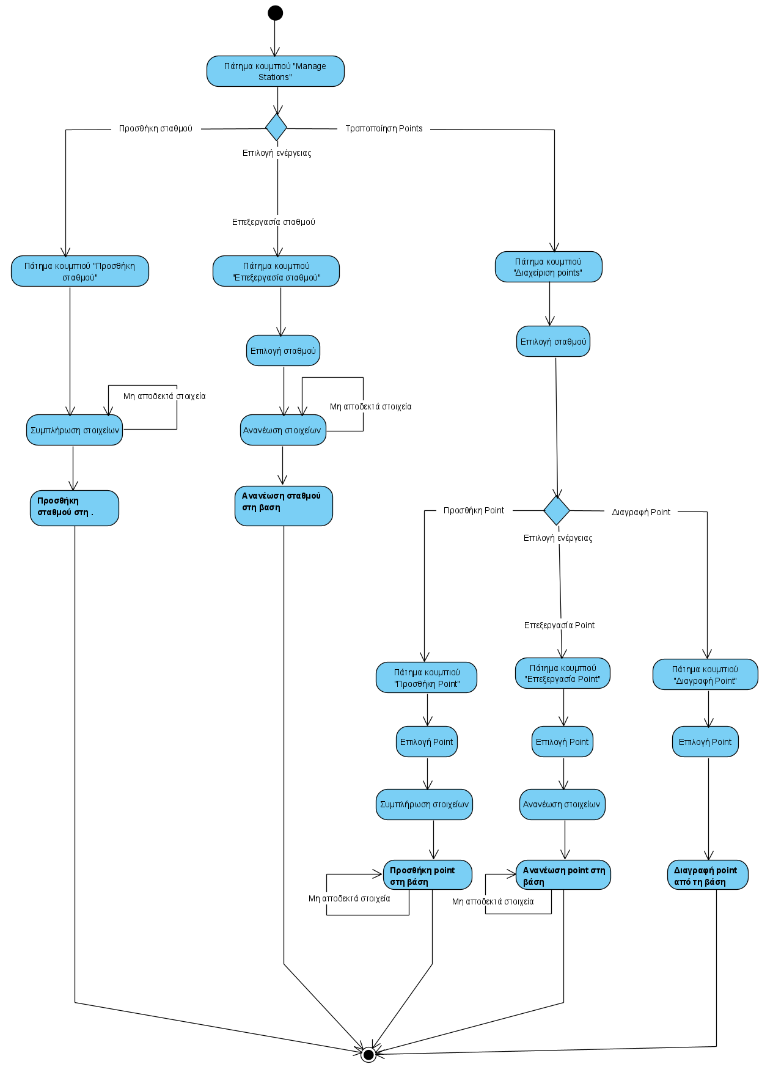 Πάτημα κουμπιού "Manage
Stations"
Προσθήκη σταθμού
Τροποποίηση Points
Επιλογή ενέργειας
Επεξεργασία σταθμού
Πάτημα κουμπιού "Προσθήκη
σταθμού"
Πάτημα κουμπιού
"Επεξεργασία σταθμού"
Πάτημα κουμπιού
"Διαχείριση points"
Επιλογή σταθμού
Επιλογή σταθμού
Μη αποδεκτά στοιχεία
Μη αποδεκτά στοιχεία
Συμπλήρωση στοιχείων
Ανανέωση στοιχείων
Προσθήκη
σταθμού στη .
Ανανέωση σταθμού
στη βάση
Προσθήκη Point
Διαγραφή Point
Επιλογή ενέργειας
Επεξεργασία Point
Πάτημα κουμπιού
"Προσθήκη Point"
Πάτημα κουμπιού
"Επεξεργασία Point"
Πάτημα κουμπιού
"Διαγραφή Point"
Επιλογή Point
Επιλογή Point
Επιλογή Point
Συμπλήρωση στοιχείων
Ανανέωση στοιχείων
Προσθήκη point
στη βάση
Ανανέωση point στη
βάση
Διαγραφή point
από τη βάση
Μη αποδεκτά στοιχεία
Μη αποδεκτά στοιχεία